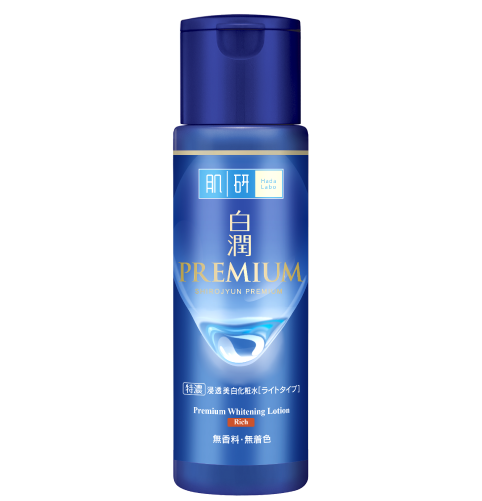 肌研
Hada
Labo
白潤
PREMIUM
SHIROJYUN PREMIUM
特濃 浸透美白化粧水[ライトタイプ]
Premium Whitening Lotion
Rich
無香料・無着色